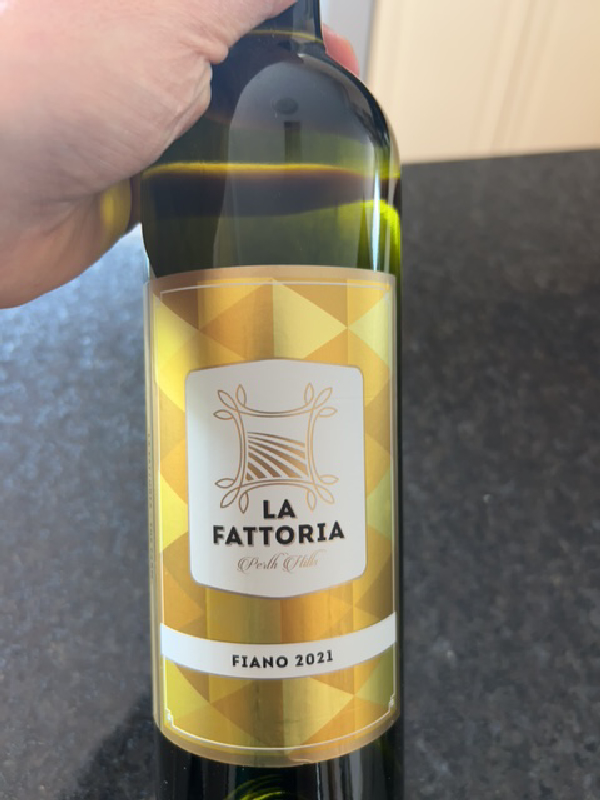 LA
FATTORIA
Perth Hills
FIANO 2021